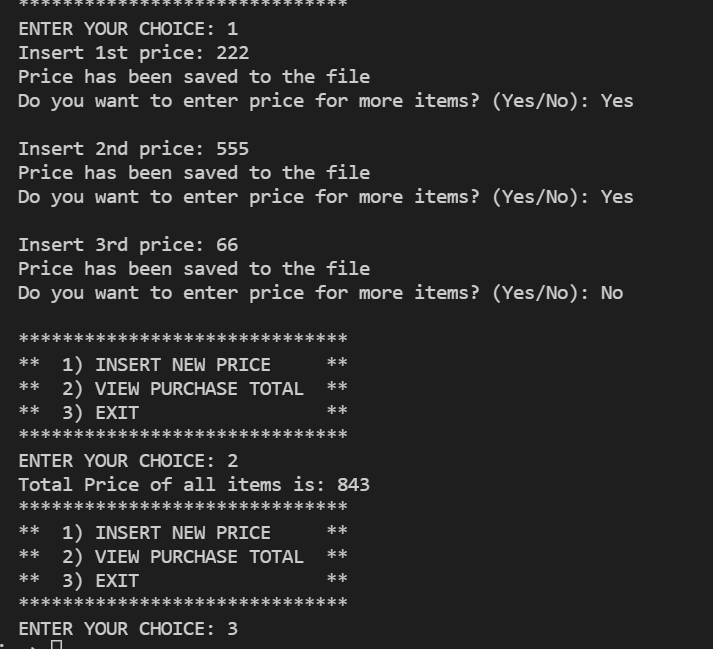 ******************************
ENTER YOUR CHOICE: 1
Insert 1st price: 222
Price has been saved to the file
Do you want to enter price for more items? (Yes/No): Yes
Insert 2nd price: 555
Price has been saved to the file
Do you want to enter price for more items? (Yes/No): Yes
Insert 3rd price: 66
Price has been saved to the file
Do you want to enter price for more items? (Yes/No): No
******************************
**  1) INSERT NEW PRICE     **
**  2) VIEW PURCHASE TOTAL  **
**  3) EXIT                 **
******************************
ENTER YOUR CHOICE: 2
Total Price of all items is: 843
******************************
**  1) INSERT NEW PRICE     **
**  2) VIEW PURCHASE TOTAL  **
**  3) EXIT                 **
******************************
ENTER YOUR CHOICE: 3